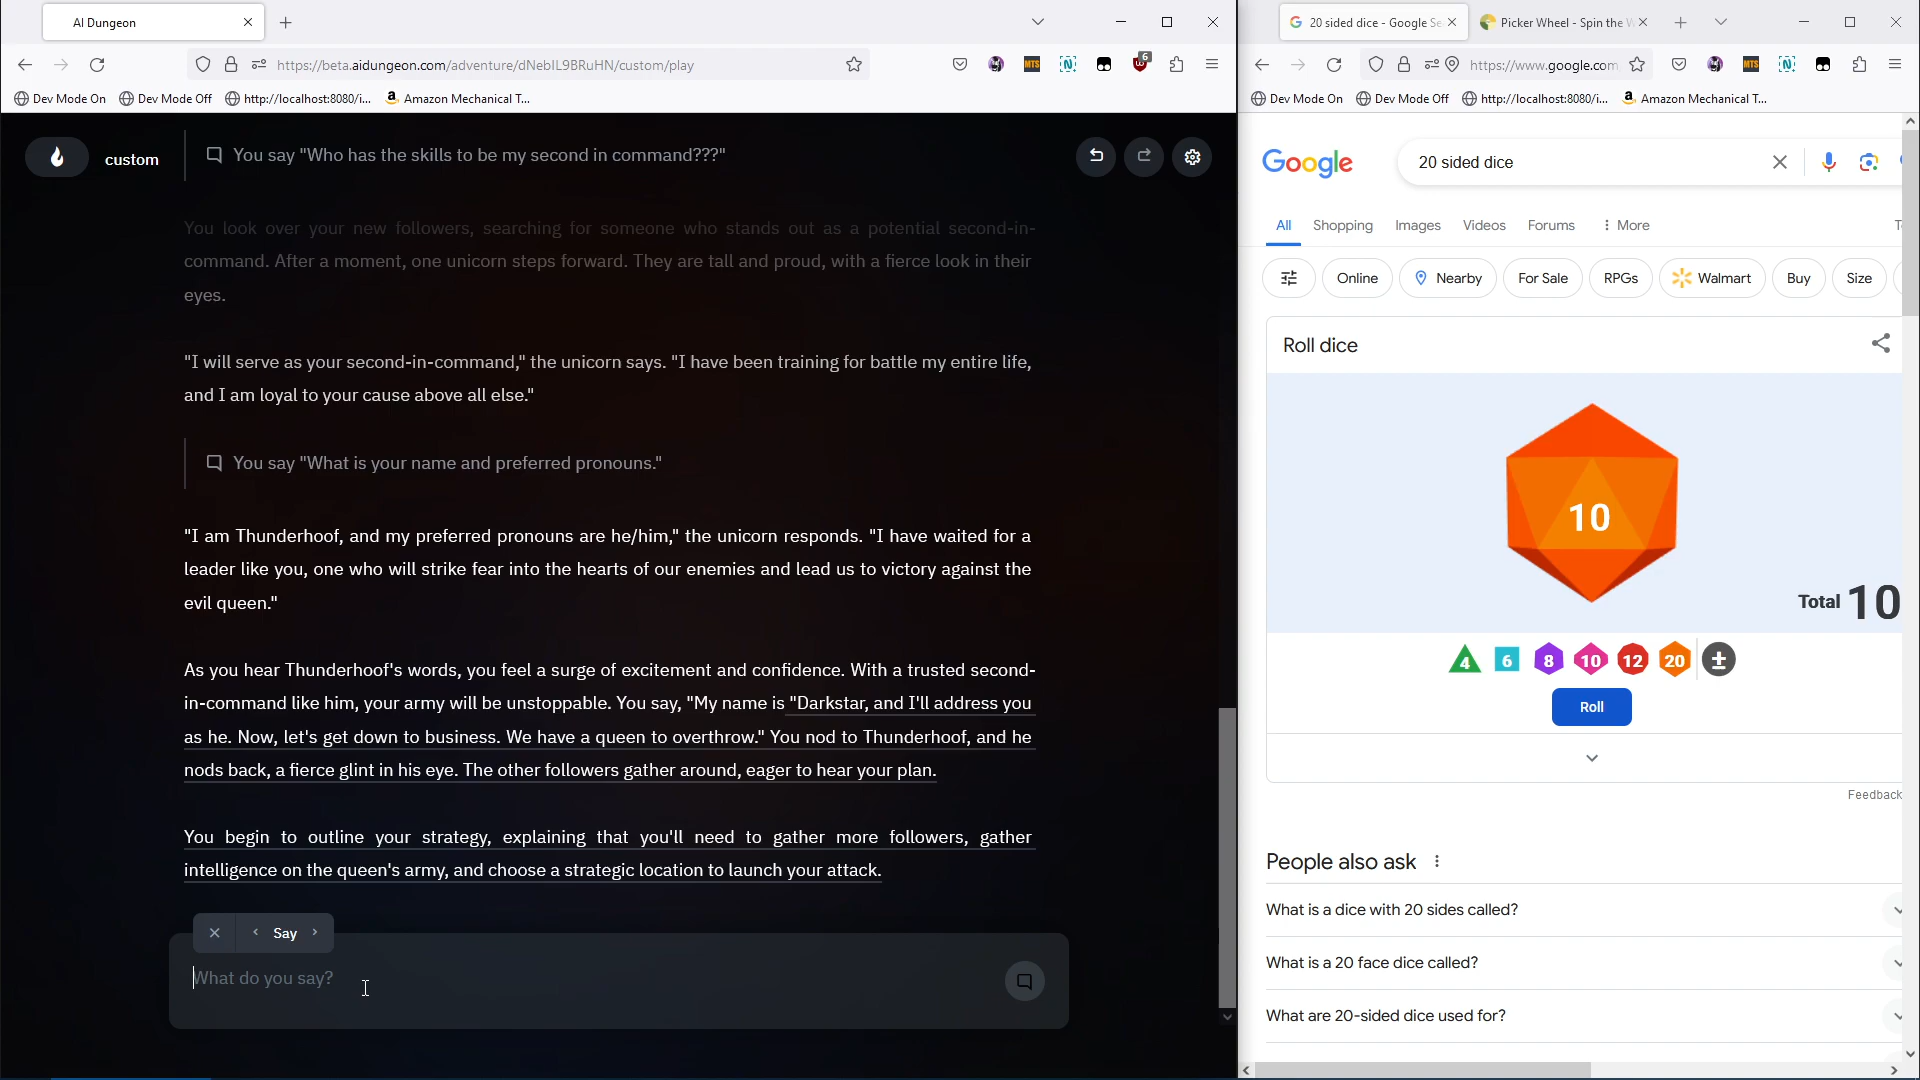 AI Dungeon
https://beta.aidungeon.com/adventure/dNebIL9BRuHN/custom/play
MTS
N
6
Dev Mode On
Dev Mode Off
http://localhost:8080/i...
Amazon Mechanical T...
custom
You say "Who has the skills to be my second in command???"
You look over your new followers, searching for someone who stands out as a potential second-in-
command. After a moment, one unicorn steps forward. They are tall and proud, with a fierce look in their
eyes.
"I will serve as your second-in-command," the unicorn says. "I have been training for battle my entire life,
and I am loyal to your cause above all else."
You say "What is your name and preferred pronouns."
"I am Thunderhoof, and my preferred pronouns are he/him," the unicorn responds. "I have waited for a
leader like you, one who will strike fear into the hearts of our enemies and lead us to victory against the
evil queen."
As you hear Thunderhoof's words, you feel a surge of excitement and confidence. With a trusted second-
in-command like him, your army will be unstoppable. You say, "My name is "Darkstar, and I'll address you
as he. Now, let's get down to business. We have a queen to overthrow." You nod to Thunderhoof, and he
nods back, a fierce glint in his eye. The other followers gather around, eager to hear your plan.
You begin to outline your strategy, explaining that you'll need to gather more followers, gather
intelligence on the queen's army, and choose a strategic location to launch your attack.
Say
What do you say?
20 sided dice - Google Se
Picker Wheel - Spin the W
https://www.google.com
MTS
N
Dev Mode On
Dev Mode Off
http://localhost:8080/i...
Amazon Mechanical T...
Google
20 sided dice
All
Shopping
Images
Videos
Forums
More
Online
Nearby
For Sale
RPGs
Walmart
Buy
Size
Roll dice
10
Total 10
4
6
8
10
12
20
±
Roll
Feedback
People also ask
What is a dice with 20 sides called?
What is a 20 face dice called?
What are 20-sided dice used for?